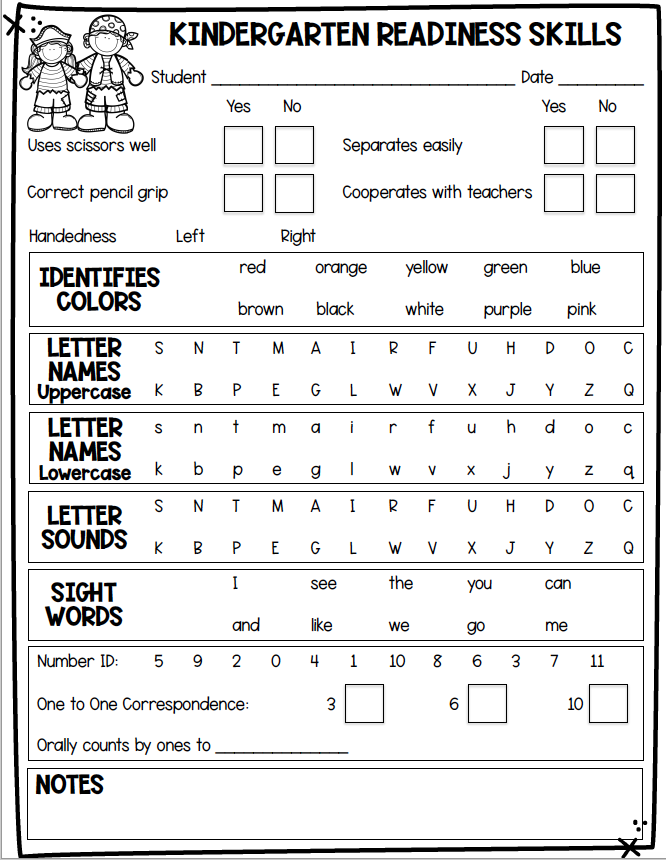 KINDERGARTEN READINESS SKILLS
Student ____________________________ Date ________
Yes No Yes No
Uses scissors well Separates easily
Correct pencil grip Cooperates with teachers
Handedness Left Right
IDENTIFIES COLORS
red orange yellow green blue
brown black white purple pink
LETTER NAMES
Uppercase
S N T M A I R F U H D O C
K B P E G L W V X J Y Z Q
LETTER NAMES
Lowercase
s n t m a i r f u h d o c
k b p e g l w v x j y z q
LETTER SOUNDS
S N T M A I R F U H D O C
K B P E G L W V X J Y Z Q
SIGHT WORDS
I see the you can
and like we go me
Number ID: 5 9 2 0 4 1 10 8 6 3 7 11
One to One Correspondence: 3 6 10
Orally counts by ones to ______________
NOTES